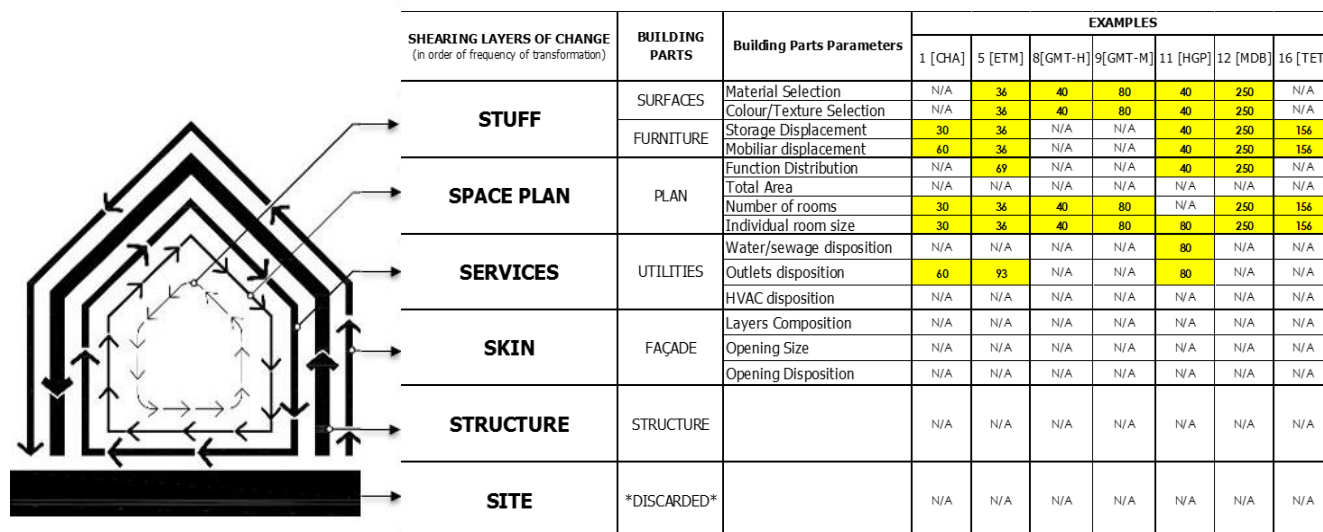 EXAMPLES
SHEARING LAYERS OF CHANGE
(in order of frequency of transformation)
BUILDING
PARTS
Building Parts Parameters
1 [CHA] 5 [ETM] 8[GMT-H] 9[GMT-M] 11 [HGP] 12 [MDB] 16 [TET
STUFF
SURFACES
Material Selection N/A 36 40 80 40 250 N/A
Colour/Texture Selection N/A 36 40 80 40 250 N/A
FURNITURE
Storage Displacement 30 36 N/A N/A 40 250 156
Mobiliar displacement 60 36 N/A N/A 40 250 156
SPACE PLAN
PLAN
Function Distribution N/A 69 N/A N/A 40 250 N/A
Total Area N/A N/A N/A N/A N/A N/A N/A
Number of rooms 30 36 40 80 N/A 250 156
Individual room size 30 36 40 80 80 250 156
SERVICES
UTILITIES
Water/sewage disposition N/A N/A N/A N/A 80 N/A N/A
Outlets disposition 60 93 N/A N/A 80 N/A N/A
HVAC disposition N/A N/A N/A N/A N/A N/A N/A
SKIN
FAÇADE
Layers Composition N/A N/A N/A N/A N/A N/A N/A
Opening Size N/A N/A N/A N/A N/A N/A N/A
Opening Disposition N/A N/A N/A N/A N/A N/A N/A
STRUCTURE STRUCTURE N/A N/A N/A N/A N/A N/A N/A
SITE *DISCARDED* N/A N/A N/A N/A N/A N/A N/A